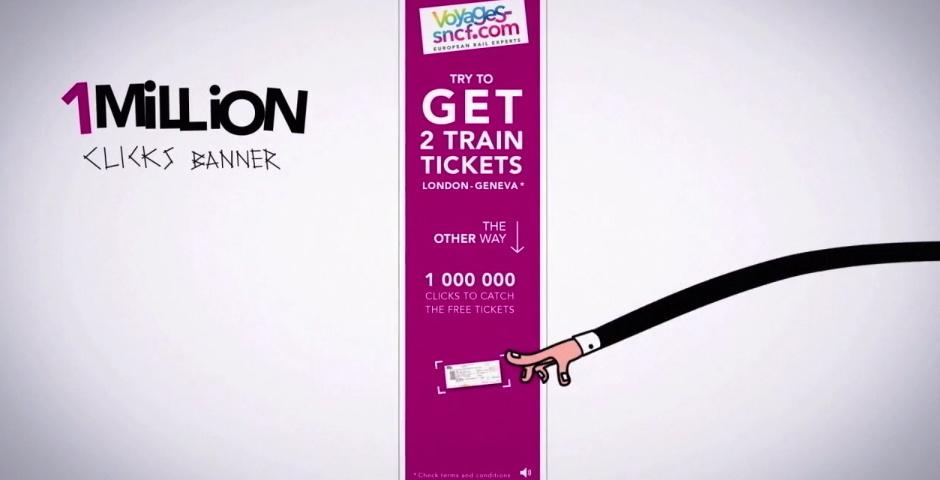 1MiLLiON
CLICKS BANNER
Voyages-
sncf.com
EUROPEAN RAIL EXPERTS
TRY TO
GET
2 TRAIN
TICKETS
LONDON-GENEVA*
THE
OTHER WAY
1 000 000
CLICKS TO CATCH
THE FREE TICKETS
*Check terms and conditions